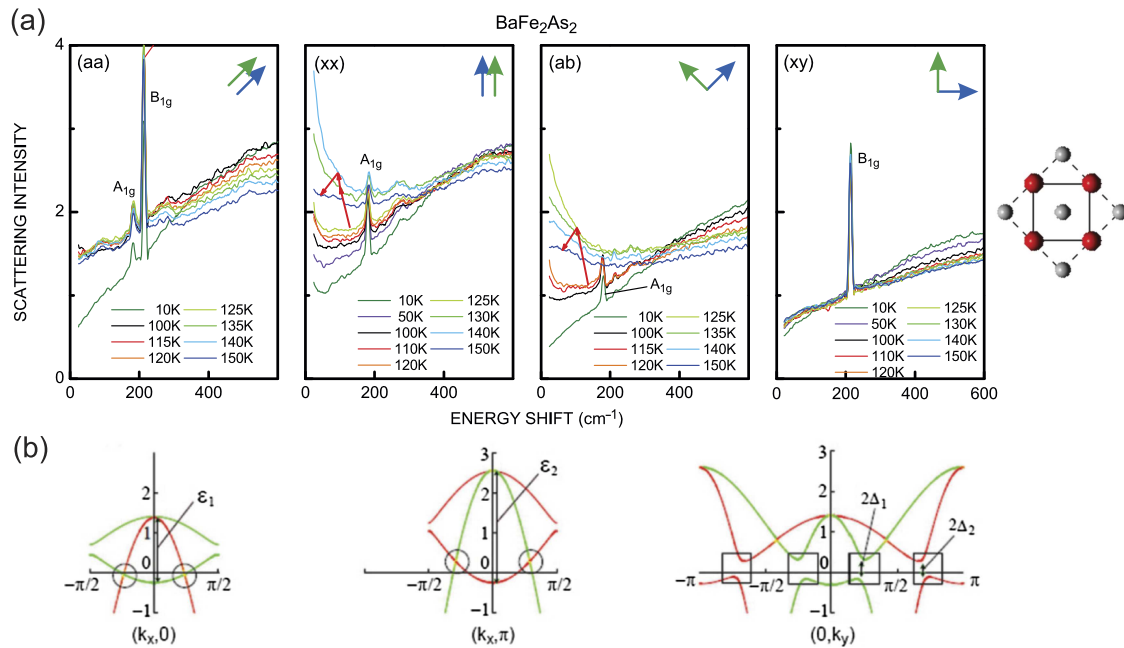 (a)
BaFe2As2
SCATTERING INTENSITY
4
2
0
(aa)
B1g
A1g
10K
100K
115K
120K
125K
135K
140K
150K
(xx)
A1g
10K
50K
100K
110K
120K
125K
130K
140K
150K
(ab)
A1g
10K
100K
115K
120K
125K
135K
140K
150K
(xy)
B1g
10K
50K
100K
110K
120K
125K
130K
140K
150K
200 400
0 200 400
0 200 400
0 200 400 600
ENERGY SHIFT (cm–1)
(b)
2
1
0
−1
ε1
−π/2
π/2
(kx,0)
3
2
1
0
−1
ε2
−π/2
π/2
(kx,π)
3
2
1
0
−1
2Δ1
2Δ2
−π
−π/2
π/2
π
(0,ky)